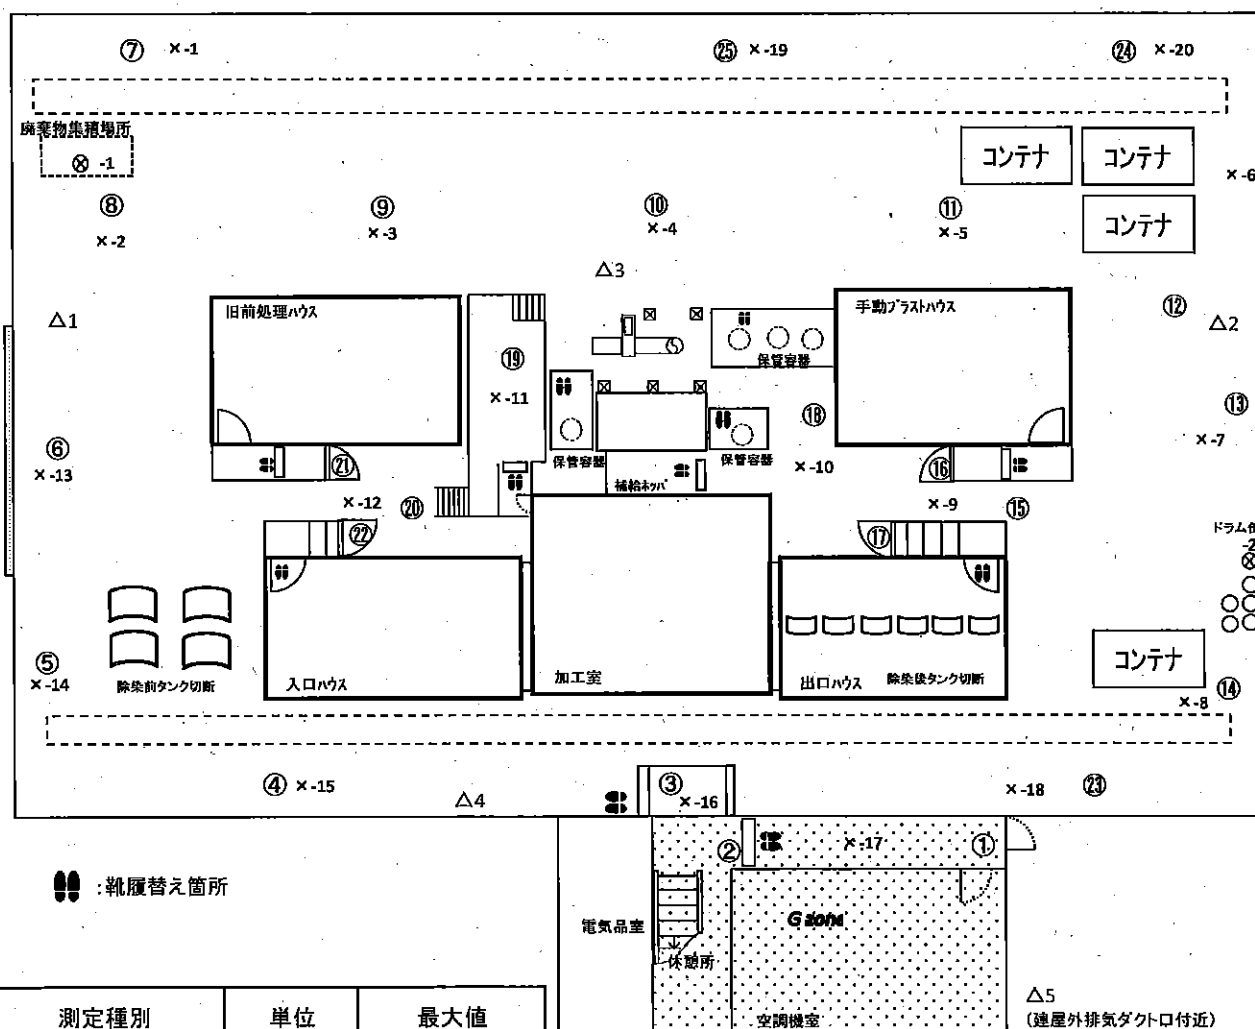 ⑦ ×-1 ㉕ ×-19 ㉔ ×-20
廃棄物集積場所
⊗ -1
コンテナ コンテナ
×-6
⑧ ⑨ ⑩ ⑪
×-2 ×-3 ×-4 ×-5
コンテナ
△3
△1
旧前処理ハウス
手動ブラストハウス
⑫
△2
⑲
保管容器
×-11
⑱
⑬
×-7
⑥
×-13
㉑
保管容器
保管容器
×-10
⑯
補給ホッパ
×-12 ⑳
×-9 ⑮
㉒
⑰
ドラム缶
-2
⊗
⑤
×-14
除染前タンク切断
入口ハウス
加工室
出口ハウス
除染後タンク切断
コンテナ
⑭
×-8
④ ×-15
△4
③
×-16
×-18 ㉓
② ×-17 ①
:靴履替え箇所
電気品室
G zone
休憩所
空調機室
△5
(建屋外排気ダクト口付近)
測定種別 単位 最大値